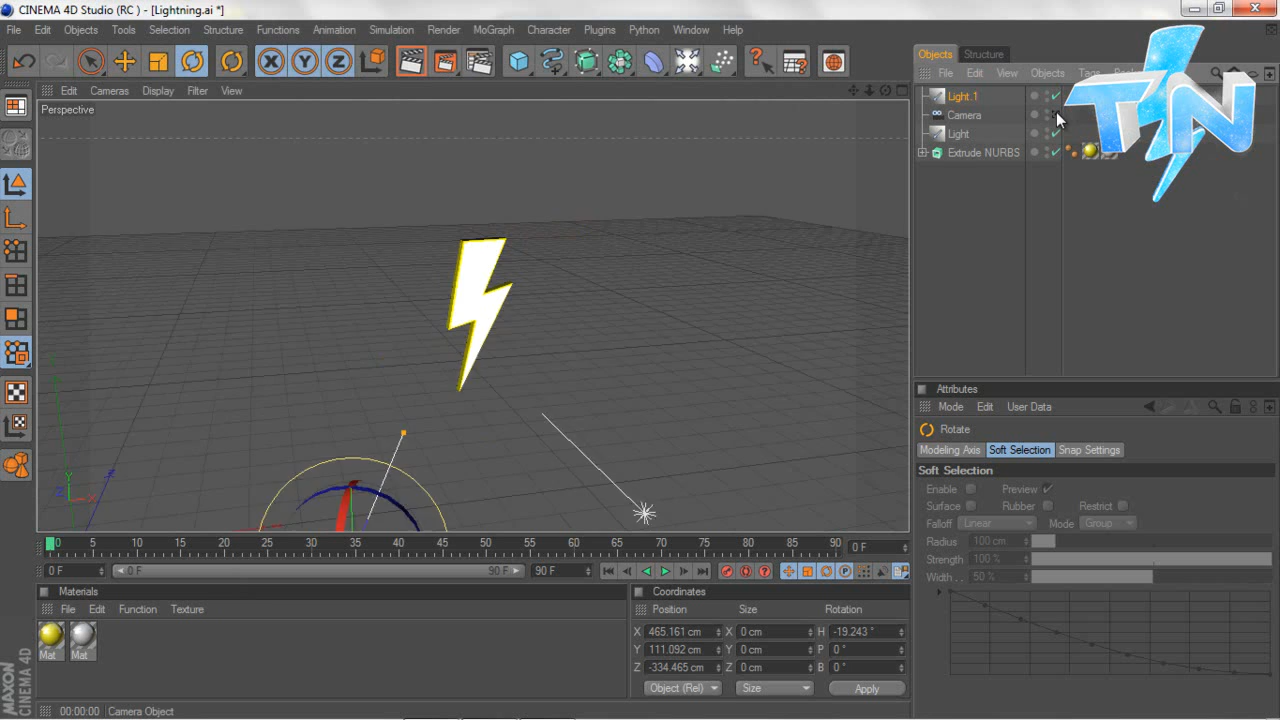 CINEMA 4D Studio (RC) - [Lightning.ai *]
File Edit Objects Tools Selection Structure Functions Animation Simulation Render MoGraph Character Plugins Python Window Help
Edit Cameras Display Filter View
Perspective
Objects Structure
File Edit View Objects Tags
Light.1
Camera
Light
Extrude NURBS
TN
Attributes
Mode Edit User Data
Rotate
Modeling Axis Soft Selection Snap Settings
Soft Selection
Enable Preview
Surface Rubber Restrict
Falloff Linear Mode Group
Radius 100 cm
Strength 100 %
Width . . 50 %
Y
X
Z
0 5 10 15 20 25 30 35 40 45 50 55 60 65 70 75 80 85 90 0 F
0 F 0 F 90 F 90 F
Materials
File Edit Function Texture
Mat Mat
Coordinates
Position Size Rotation
X 465.161 cm X 0 cm H -19.243 °
Y 111.092 cm Y 0 cm P 0 °
Z -334.465 cm Z 0 cm B 0 °
Object (Rel) Size Apply
MAXON
CINEMA 4D
00:00:00 Camera Object